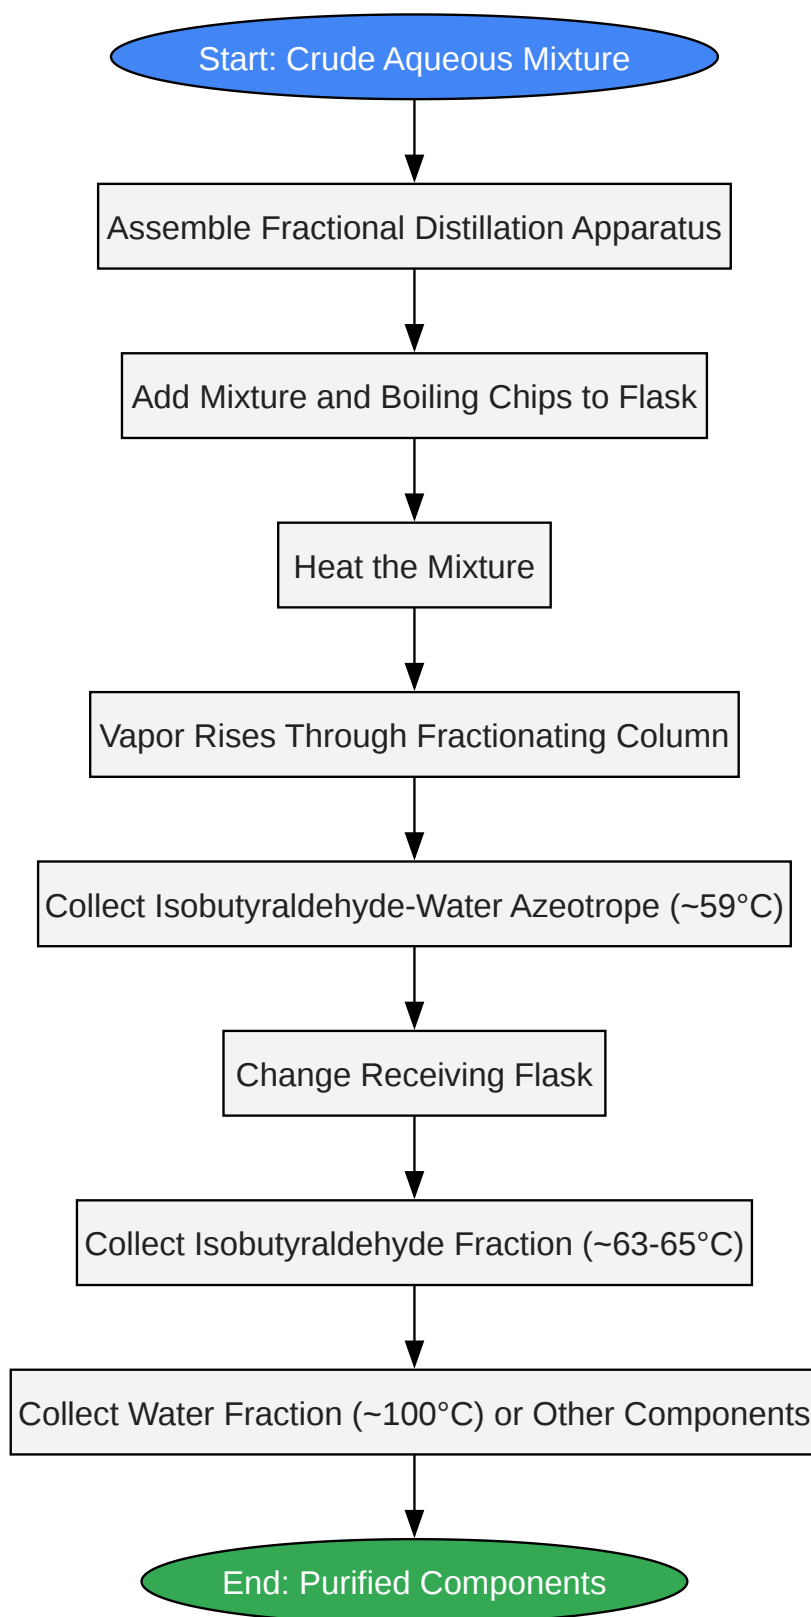 Start: Crude Aqueous Mixture
Assemble Fractional Distillation Apparatus
Add Mixture and Boiling Chips to Flask
Heat the Mixture
Vapor Rises Through Fractionating Column
Collect Isobutyraldehyde-Water Azeotrope (~59°C)
Change Receiving Flask
Collect Isobutyraldehyde Fraction (~63-65°C)
Collect Water Fraction (~100°C) or Other Components
End: Purified Components